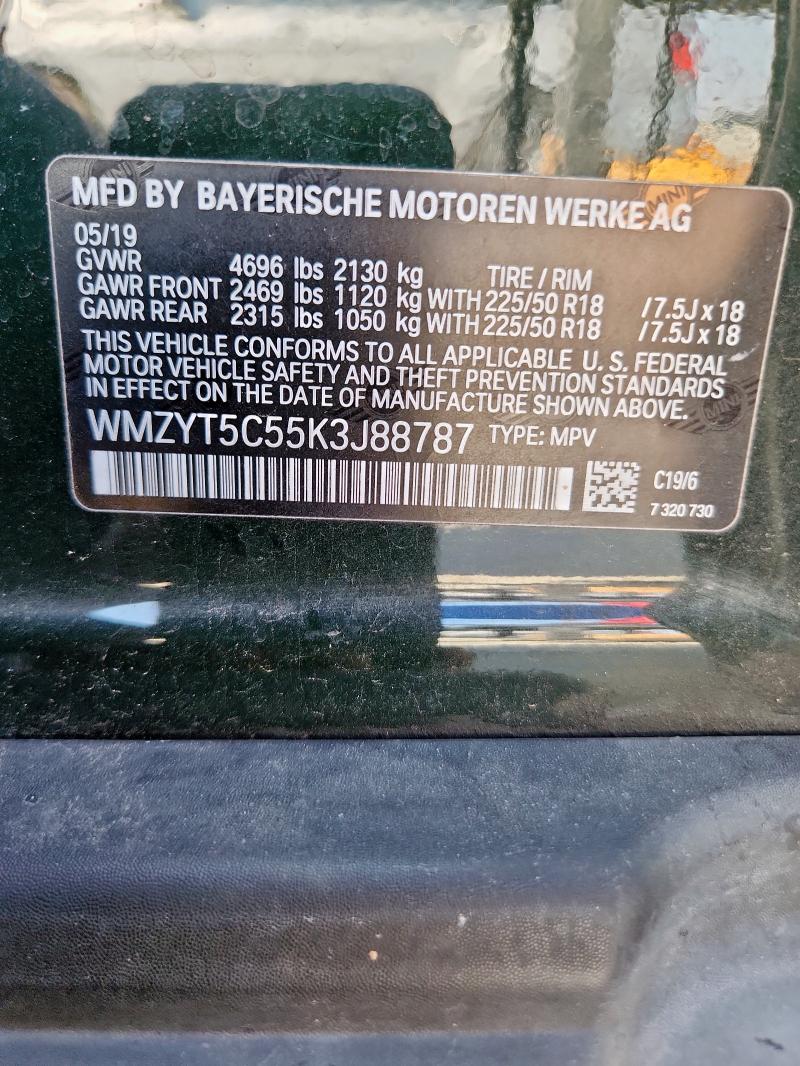 MFD BY BAYERISCHE MOTOREN WERKE AG
05/19
GVWR 4696 lbs 2130 kg TIRE / RIM
GAWR FRONT 2469 lbs 1120 kg WITH 225/50 R18 /7.5J x 18
GAWR REAR 2315 lbs 1050 kg WITH 225/50 R18 /7.5J x 18
THIS VEHICLE CONFORMS TO ALL APPLICABLE U. S. FEDERAL
MOTOR VEHICLE SAFETY AND THEFT PREVENTION STANDARDS
IN EFFECT ON THE DATE OF MANUFACTURE SHOWN ABOVE.
WMZYT5C55K3J88787 TYPE: MPV
C19/6
7 320 730
MINI
MINI
MINI